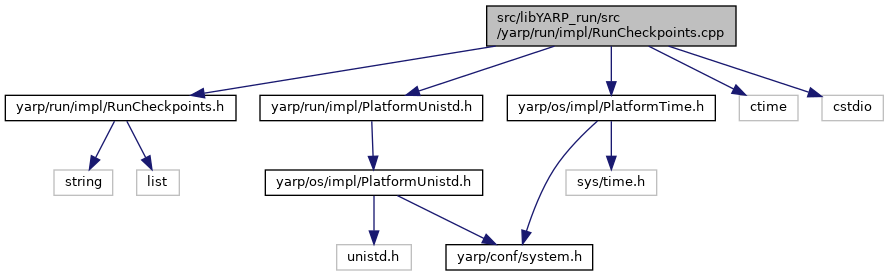 src/libYARP_run/src
/yarp/run/impl/RunCheckpoints.cpp
yarp/run/impl/RunCheckpoints.h
yarp/run/impl/PlatformUnistd.h
yarp/os/impl/PlatformTime.h
ctime
cstdio
string
list
yarp/os/impl/PlatformUnistd.h
sys/time.h
unistd.h
yarp/conf/system.h